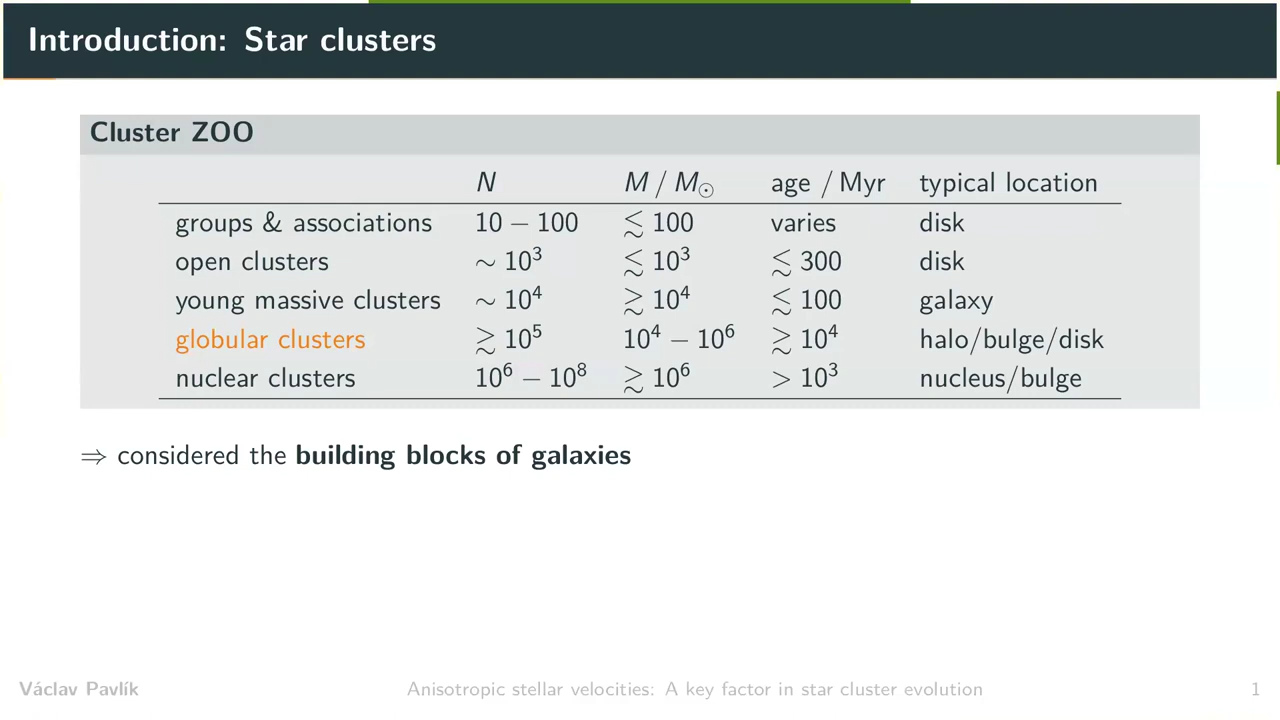 Introduction: Star clusters
Cluster ZOO
N M / M☉ age / Myr typical location
groups & associations 10 − 100 ≲ 100 varies disk
open clusters ∼ 10³ ≲ 10³ ≲ 300 disk
young massive clusters ∼ 10⁴ ≳ 10⁴ ≲ 100 galaxy
globular clusters ≳ 10⁵ 10⁴ − 10⁶ ≳ 10⁴ halo/bulge/disk
nuclear clusters 10⁶ − 10⁸ ≳ 10⁶ > 10³ nucleus/bulge
⇒ considered the building blocks of galaxies
Václav Pavlík Anisotropic stellar velocities: A key factor in star cluster evolution 1